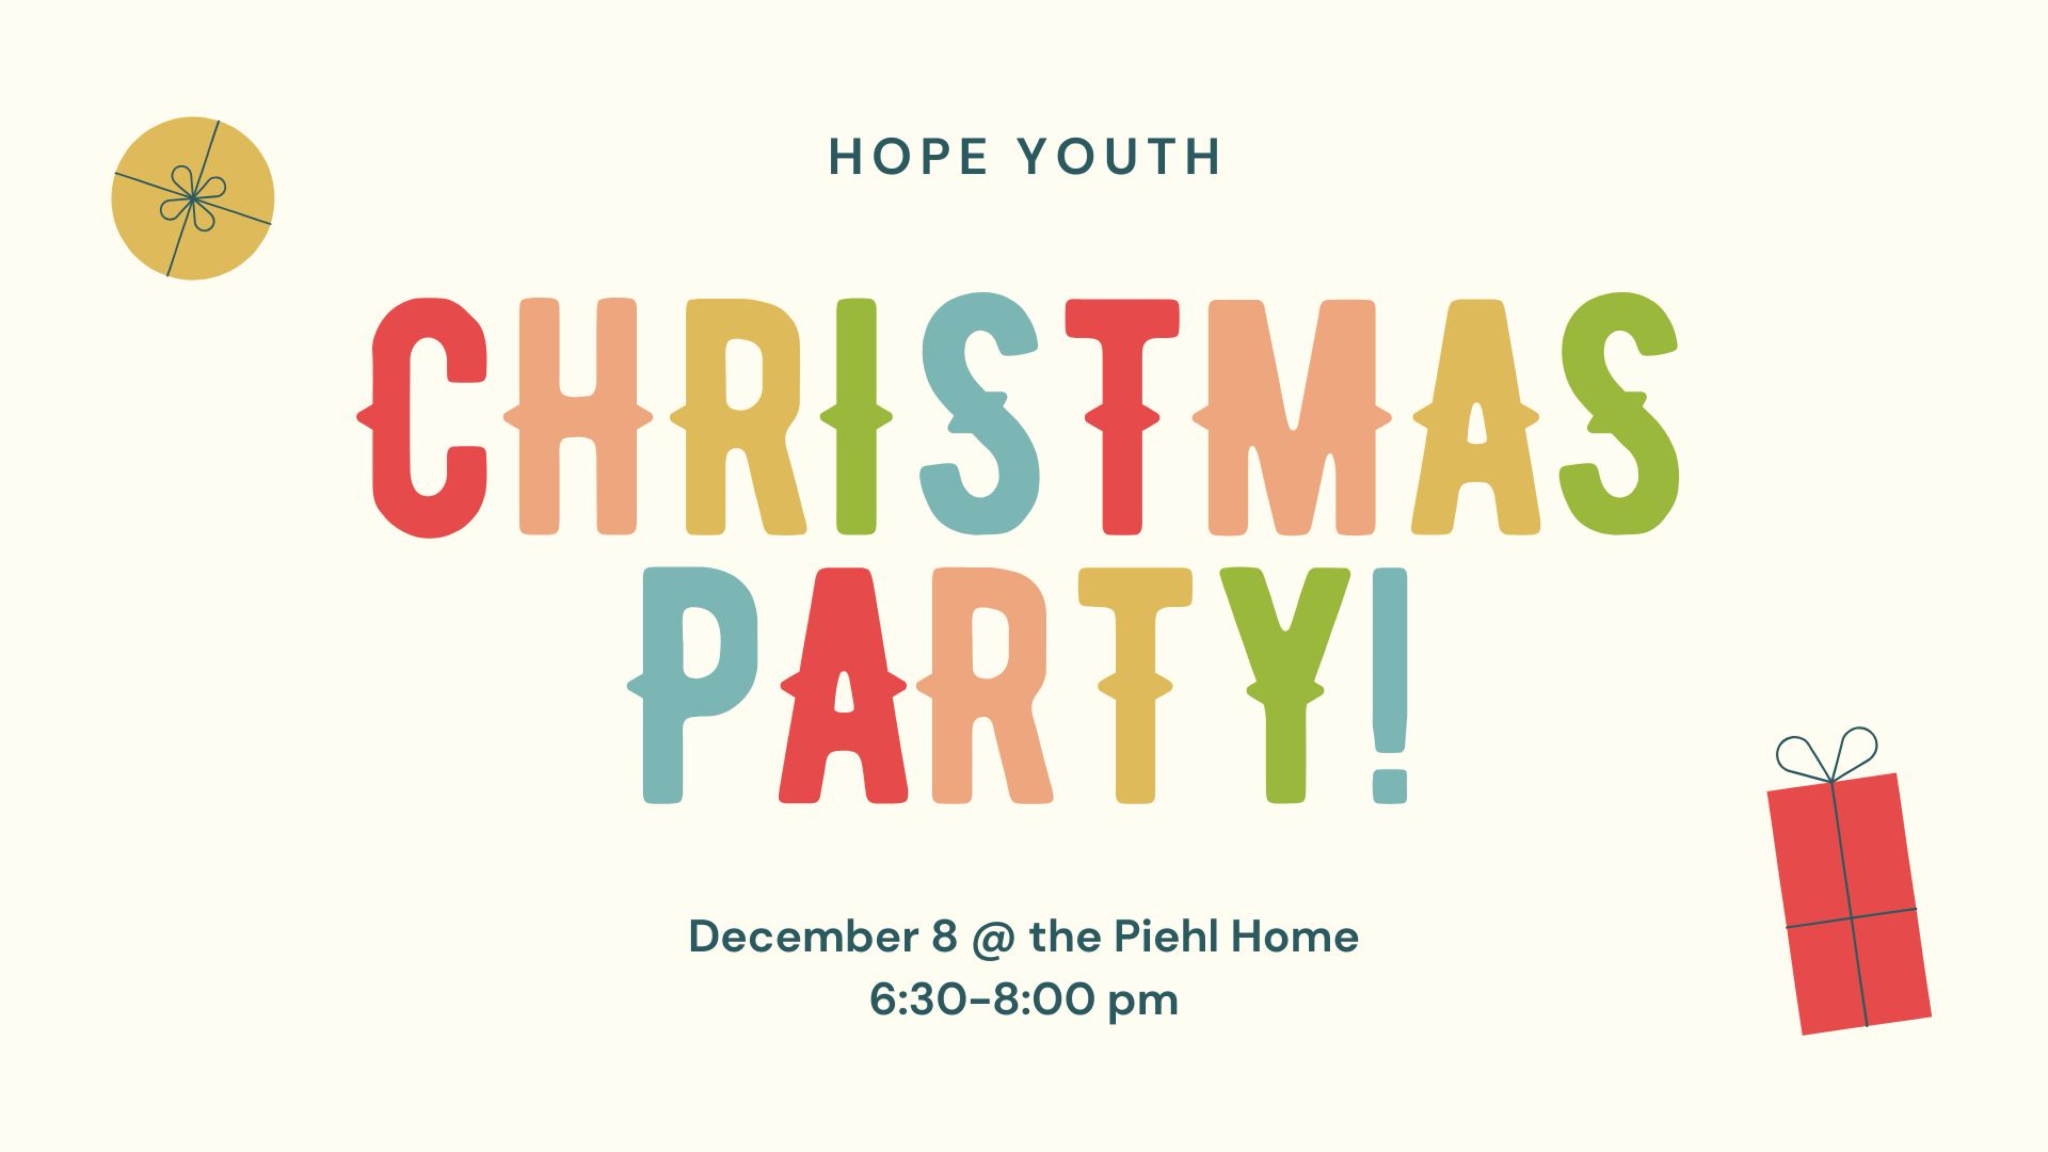 HOPE YOUTH
CHRISTMAS
PARTY!
December 8 @ the Piehl Home
6:30-8:00 pm